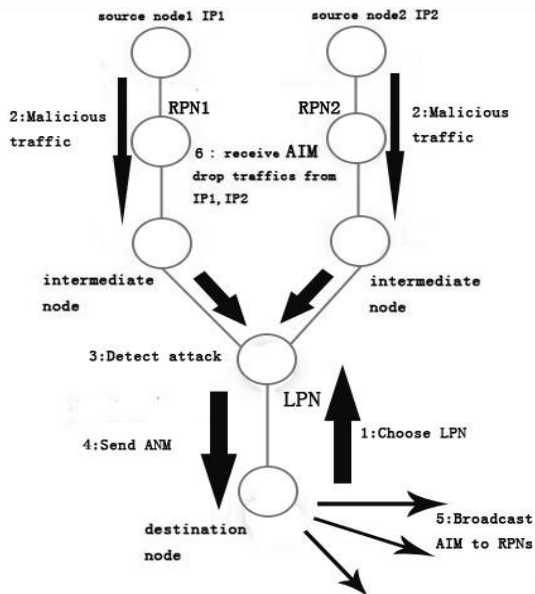 source node1 IP1
source node2 IP2
RPN1
RPN2
2:Malicious
traffic
2:Malicious
traffic
6 : receive AIM
drop traffics from
IP1,IP2
intermediate
node
intermediate
node
3:Detect attack
LPN
4:Send ANM
1:Choose LPN
5:Broadcast
AIM to RPNs
destination
node